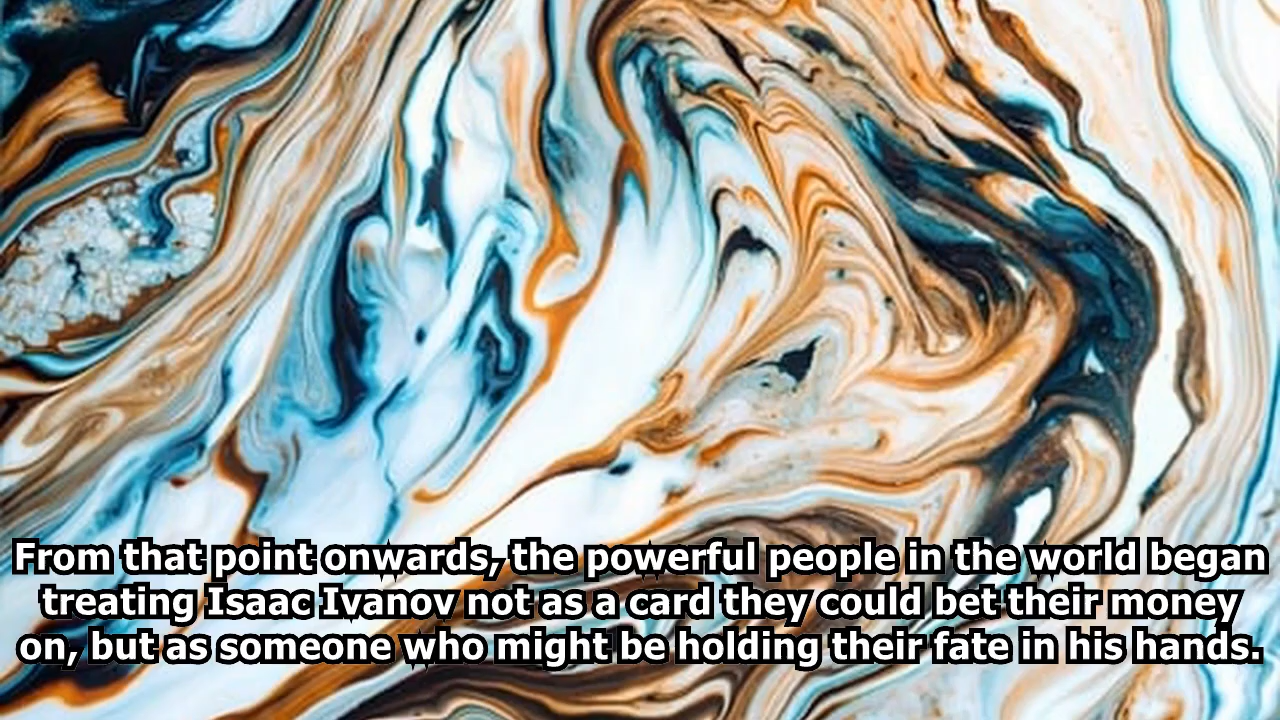 From that point onwards, the powerful people in the world began
treating Isaac Ivanov not as a card they could bet their money
on, but as someone who might be holding their fate in his hands.